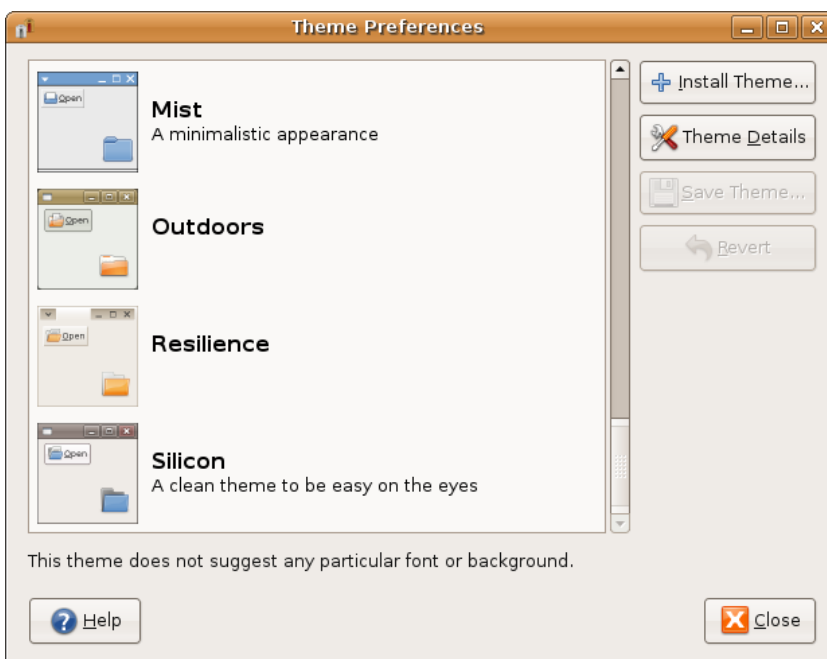 Theme Preferences
Open
Mist
A minimalistic appearance
Open
Outdoors
Open
Resilience
Open
Silicon
A clean theme to be easy on the eyes
Install Theme...
Theme Details
Save Theme...
Revert
This theme does not suggest any particular font or background.
Help
Close